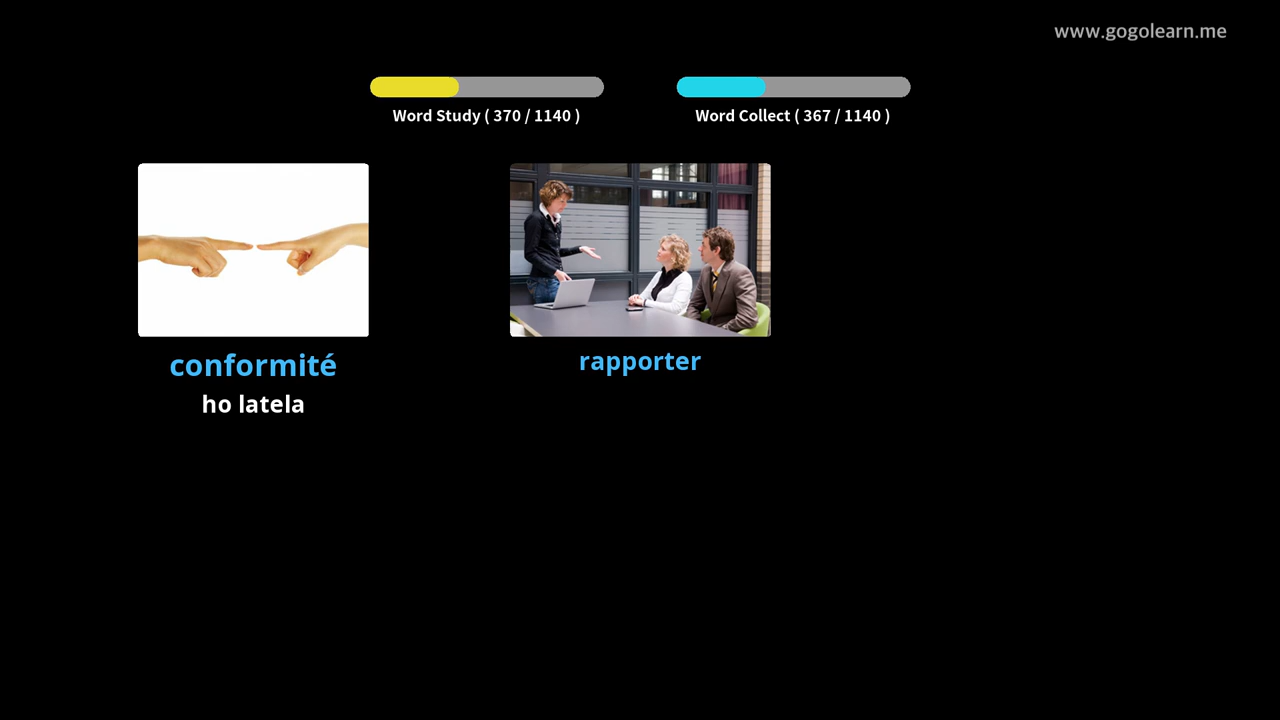 www.gogolearn.me
Word Study ( 370 / 1140 )
Word Collect ( 367 / 1140 )
conformité
ho latela
rapporter